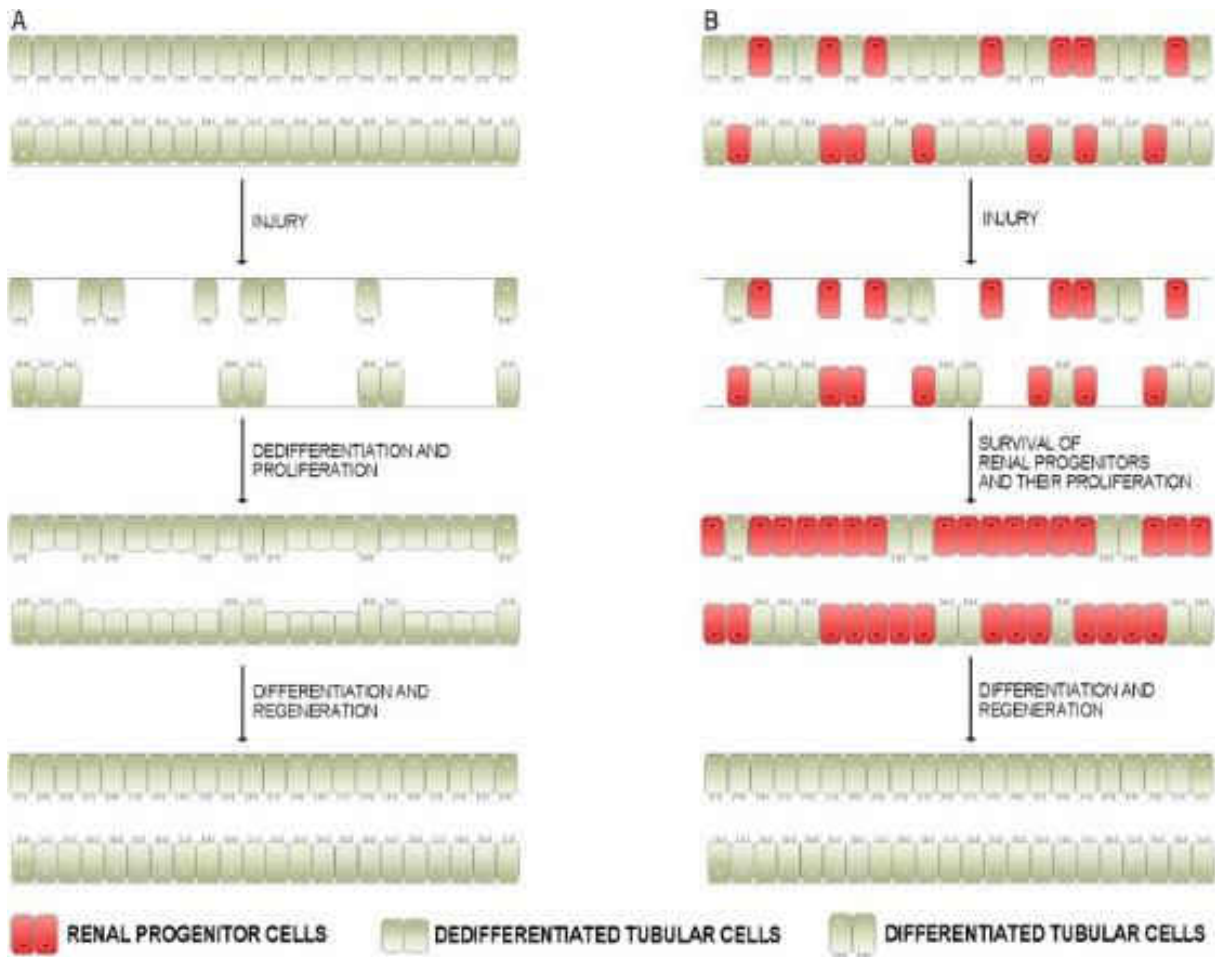 A
INJURY
DEDIFFERENTIATION AND
PROLIFERATION
DIFFERENTIATION AND
REGENERATION
B
INJURY
SURVIVAL OF
RENAL PROGENITORS
AND THEIR PROLIFERATION
DIFFERENTIATION AND
REGENERATION
RENAL PROGENITOR CELLS
DEDIFFERENTIATED TUBULAR CELLS
DIFFERENTIATED TUBULAR CELLS